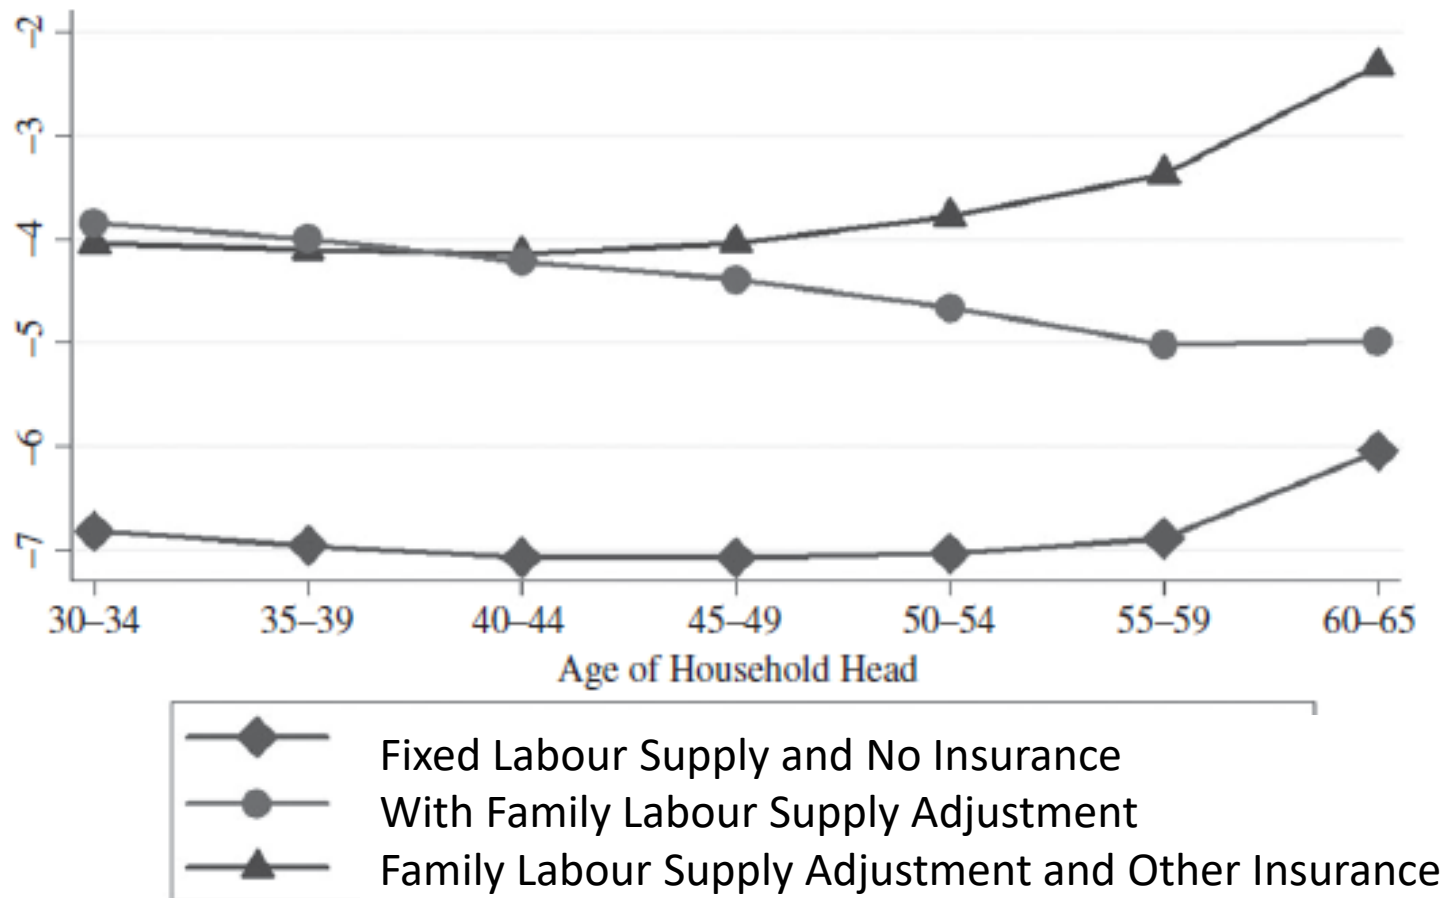 –2
–3
–4
–5
–6
–7
30–34 35–39 40–44 45–49 50–54 55–59 60–65
Age of Household Head
Fixed Labour Supply and No Insurance
With Family Labour Supply Adjustment
Family Labour Supply Adjustment and Other Insurance